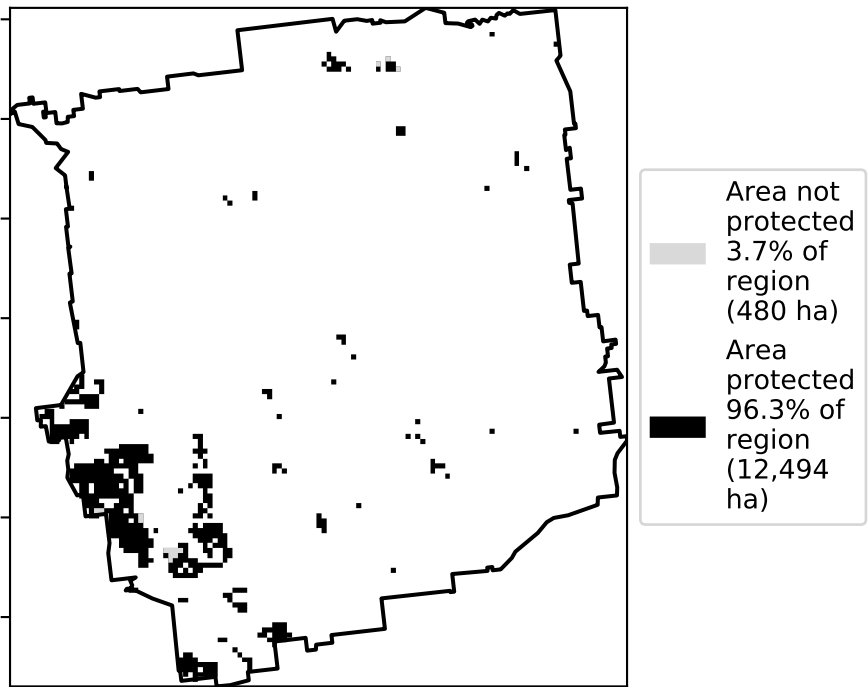 Area not
protected
3.7% of
region
(480 ha)
Area
protected
96.3% of
region
(12,494
ha)